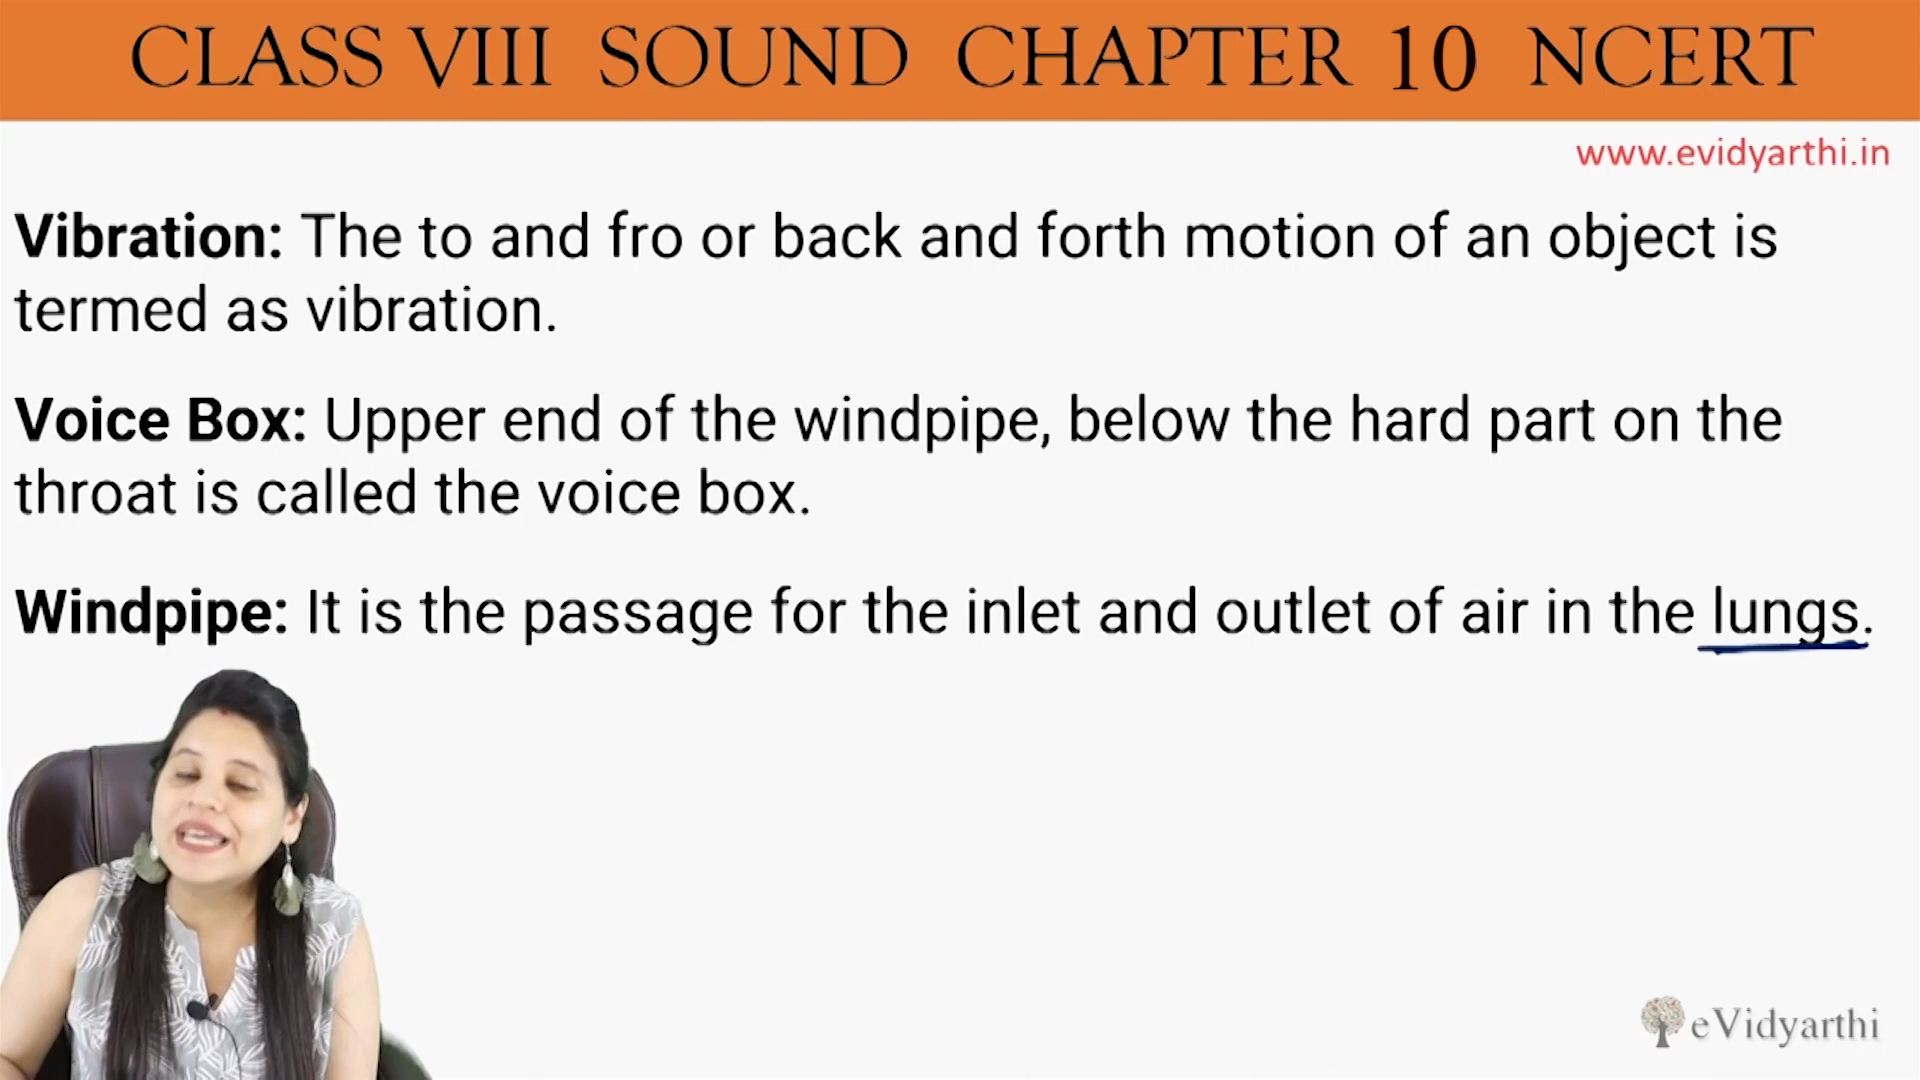 CLASS VIII SOUND CHAPTER 10 NCERT
www.evidyarthi.in
Vibration: The to and fro or back and forth motion of an object is
termed as vibration.
Voice Box: Upper end of the windpipe, below the hard part on the
throat is called the voice box.
Windpipe: It is the passage for the inlet and outlet of air in the lungs.
eVidyarthi